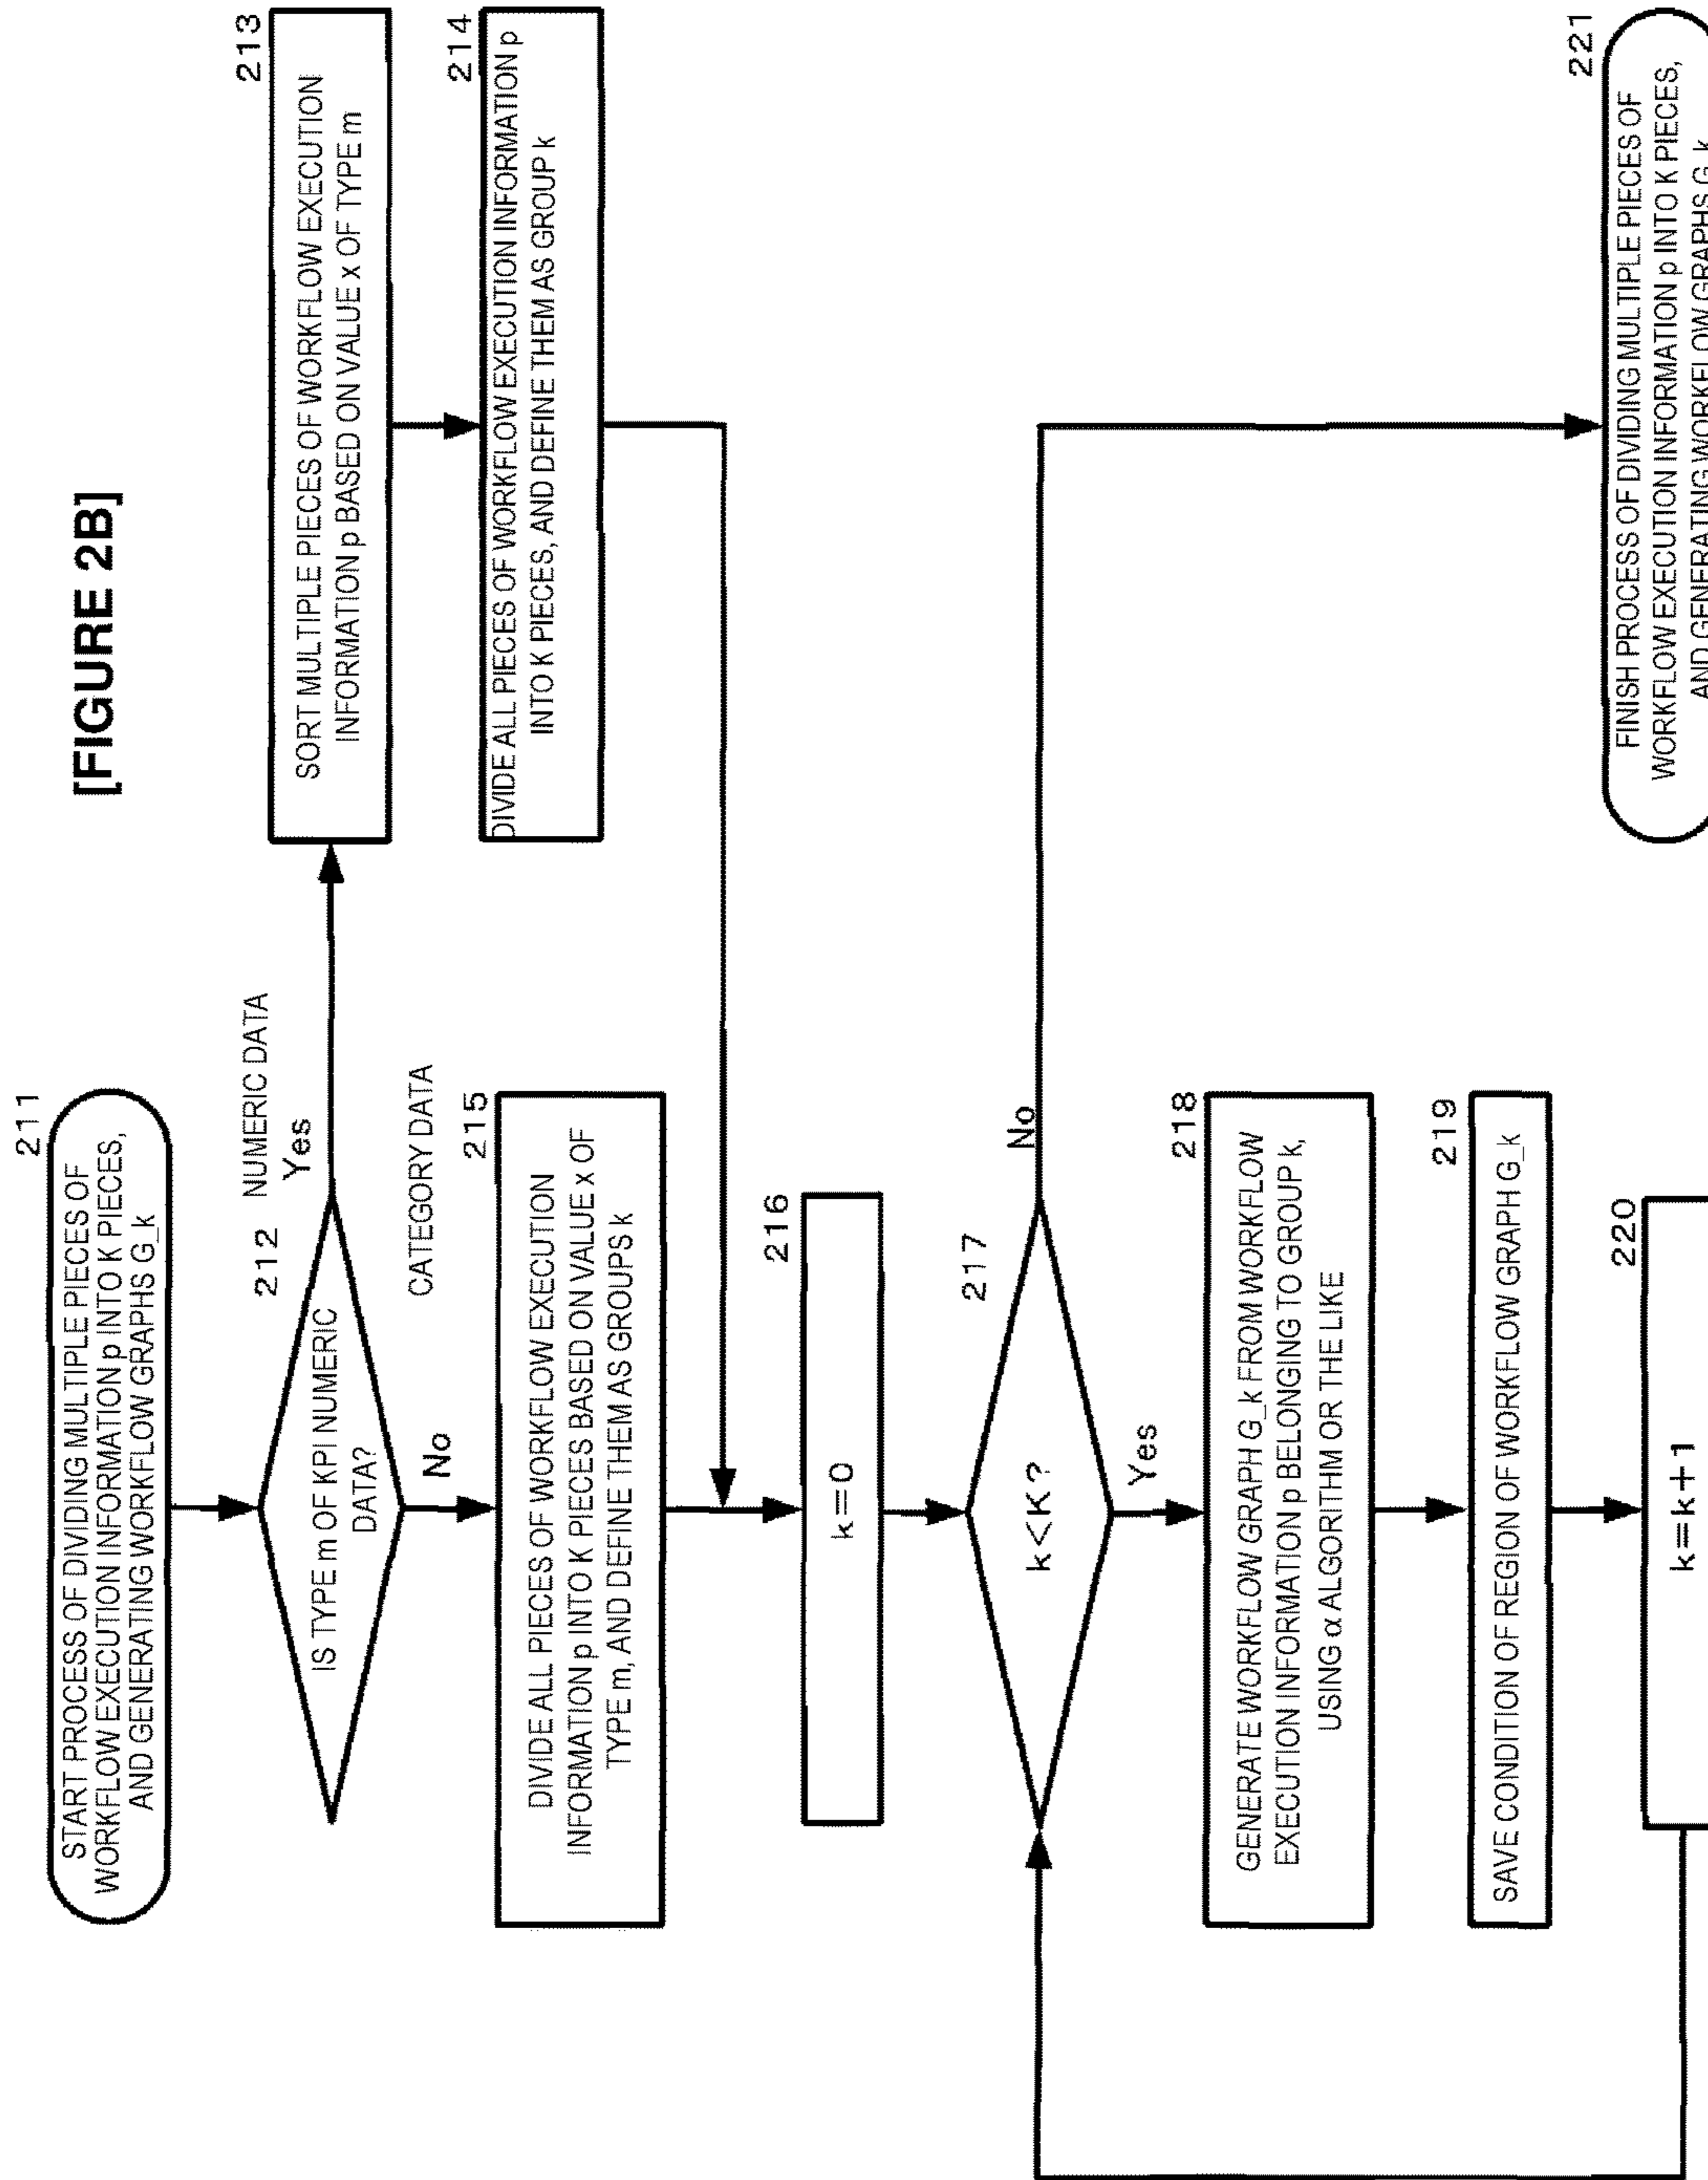 [FIGURE 2B]
211
START PROCESS OF DIVIDING MULTIPLE PIECES OF
WORKFLOW EXECUTION INFORMATION p INTO K PIECES,
AND GENERATING WORKFLOW GRAPHS G_k
212
NUMERIC DATA
Yes
IS TYPE m OF KPI NUMERIC
DATA?
No
CATEGORY DATA
213
SORT MULTIPLE PIECES OF WORKFLOW EXECUTION
INFORMATION p BASED ON VALUE x OF TYPE m
214
DIVIDE ALL PIECES OF WORKFLOW EXECUTION INFORMATION p
INTO K PIECES, AND DEFINE THEM AS GROUP k
215
DIVIDE ALL PIECES OF WORKFLOW EXECUTION
INFORMATION p INTO K PIECES BASED ON VALUE x OF
TYPE m, AND DEFINE THEM AS GROUPS k
216
k=0
217
k<K?
No
Yes
218
GENERATE WORKFLOW GRAPH G_k FROM WORKFLOW
EXECUTION INFORMATION p BELONGING TO GROUP k,
USING α ALGORITHM OR THE LIKE
219
SAVE CONDITION OF REGION OF WORKFLOW GRAPH G_k
220
k=k+1
221
FINISH PROCESS OF DIVIDING MULTIPLE PIECES OF
WORKFLOW EXECUTION INFORMATION p INTO K PIECES,
AND GENERATING WORKFLOW GRAPHS G_k